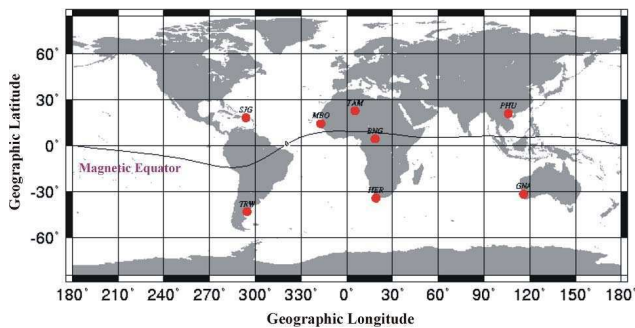 60°
30°
0°
-30°
-60°
Geographic Latitude
SJG
MBO
TAM
BNG
PHU
0
Magnetic Equator
TRW
HER
GNA
180° 210° 240° 270° 300° 330° 0° 30° 60° 90° 120° 150° 180°
Geographic Longitude